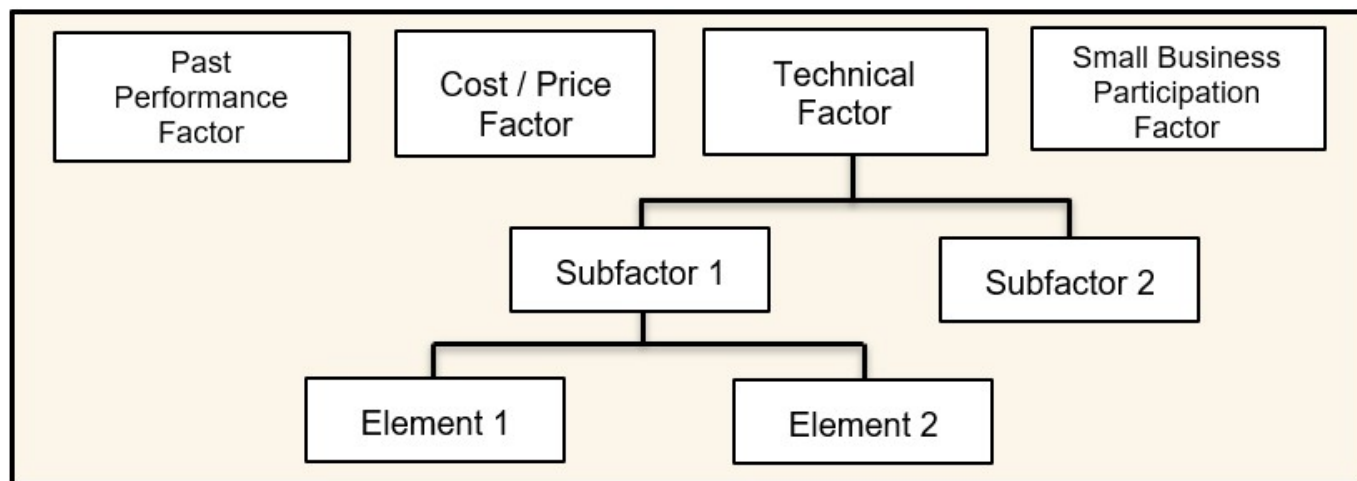 Past
Performance
Factor
Cost / Price
Factor
Technical
Factor
Small Business
Participation
Factor
Subfactor 1
Subfactor 2
Element 1
Element 2